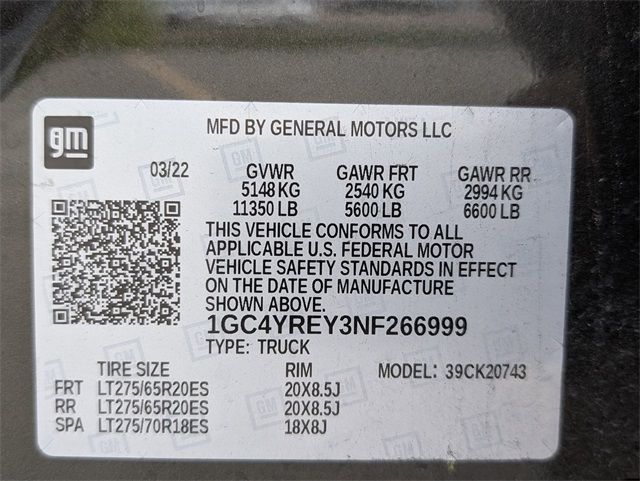 gm
MFD BY GENERAL MOTORS LLC
03/22 GVWR GAWR FRT GAWR RR
5148 KG 2540 KG 2994 KG
11350 LB 5600 LB 6600 LB
THIS VEHICLE CONFORMS TO ALL
APPLICABLE U.S. FEDERAL MOTOR
VEHICLE SAFETY STANDARDS IN EFFECT
ON THE DATE OF MANUFACTURE
SHOWN ABOVE.
1GC4YREY3NF266999
TYPE: TRUCK
TIRE SIZE RIM MODEL: 39CK20743
FRT LT275/65R20ES 20X8.5J
RR LT275/65R20ES 20X8.5J
SPA LT275/70R18ES 18X8J